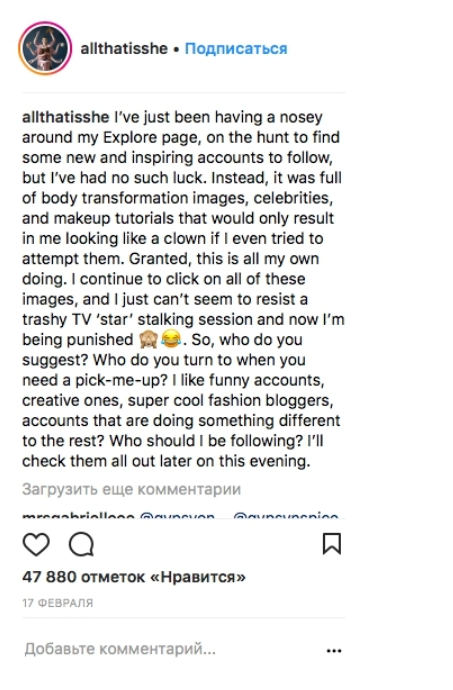 allthatisshe • Подписаться
allthatisshe I’ve just been having a nosey
around my Explore page, on the hunt to find
some new and inspiring accounts to follow,
but I’ve had no such luck. Instead, it was full
of body transformation images, celebrities,
and makeup tutorials that would only result
in me looking like a clown if I even tried to
attempt them. Granted, this is all my own
doing. I continue to click on all of these
images, and I just can’t seem to resist a
trashy TV ‘star’ stalking session and now I’m
being punished 🙈😂. So, who do you
suggest? Who do you turn to when you
need a pick-me-up? I like funny accounts,
creative ones, super cool fashion bloggers,
accounts that are doing something different
to the rest? Who should I be following? I’ll
check them all out later on this evening.
Загрузить еще комментарии
47 880 отметок «Нравится»
17 ФЕВРАЛЯ
Добавьте комментарий...